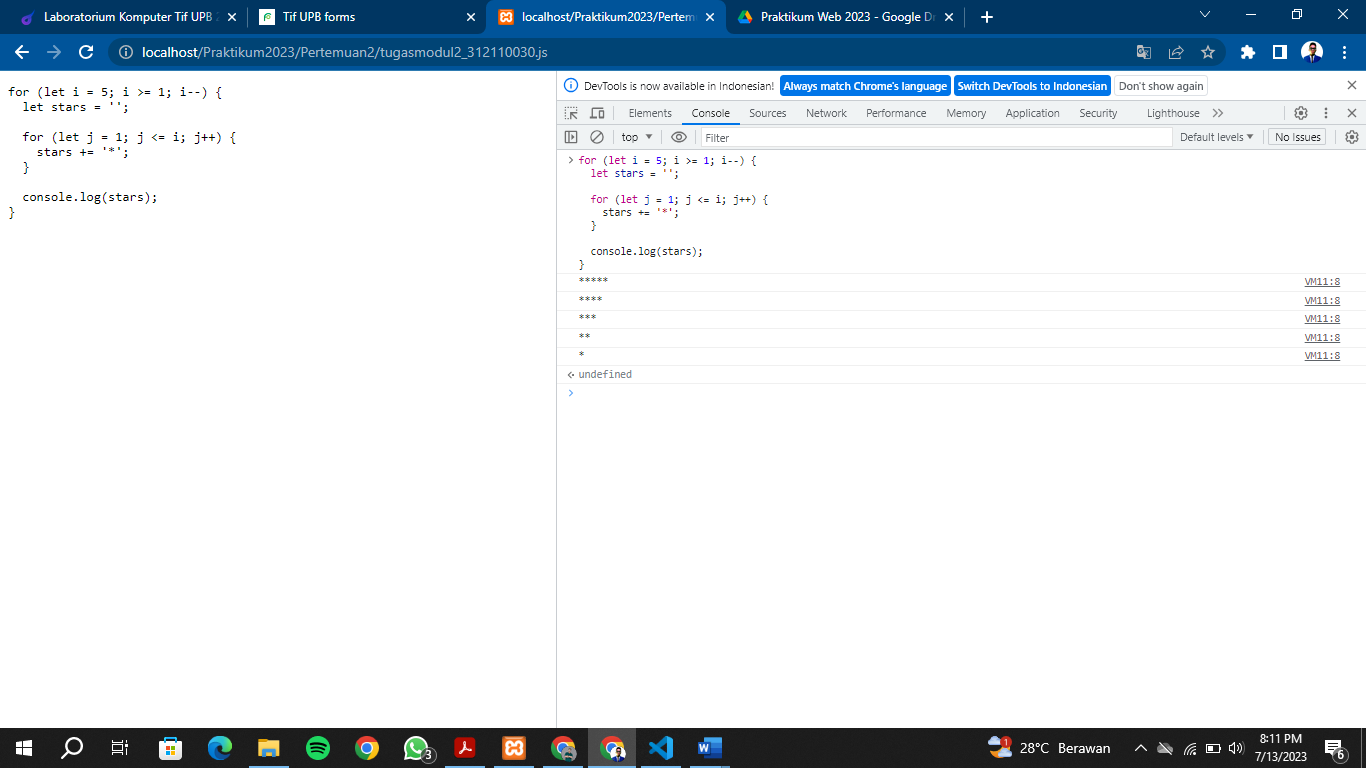 Laboratorium Komputer Tif UPB
Tif UPB forms
localhost/Praktikum2023/Pertem
Praktikum Web 2023 - Google Dr
localhost/Praktikum2023/Pertemuan2/tugasmodul2_312110030.js
for (let i = 5; i >= 1; i--) {
  let stars = '';
  for (let j = 1; j <= i; j++) {
    stars += '*';
  }
  console.log(stars);
}
DevTools is now available in Indonesian! Always match Chrome's language Switch DevTools to Indonesian Don't show again
Elements Console Sources Network Performance Memory Application Security Lighthouse
top Filter Default levels No Issues
for (let i = 5; i >= 1; i--) {
  let stars = '';
  for (let j = 1; j <= i; j++) {
    stars += '*';
  }
  console.log(stars);
}
***** VM11:8
**** VM11:8
*** VM11:8
** VM11:8
* VM11:8
undefined
3
1
28°C Berawan
8:11 PM
7/13/2023
6